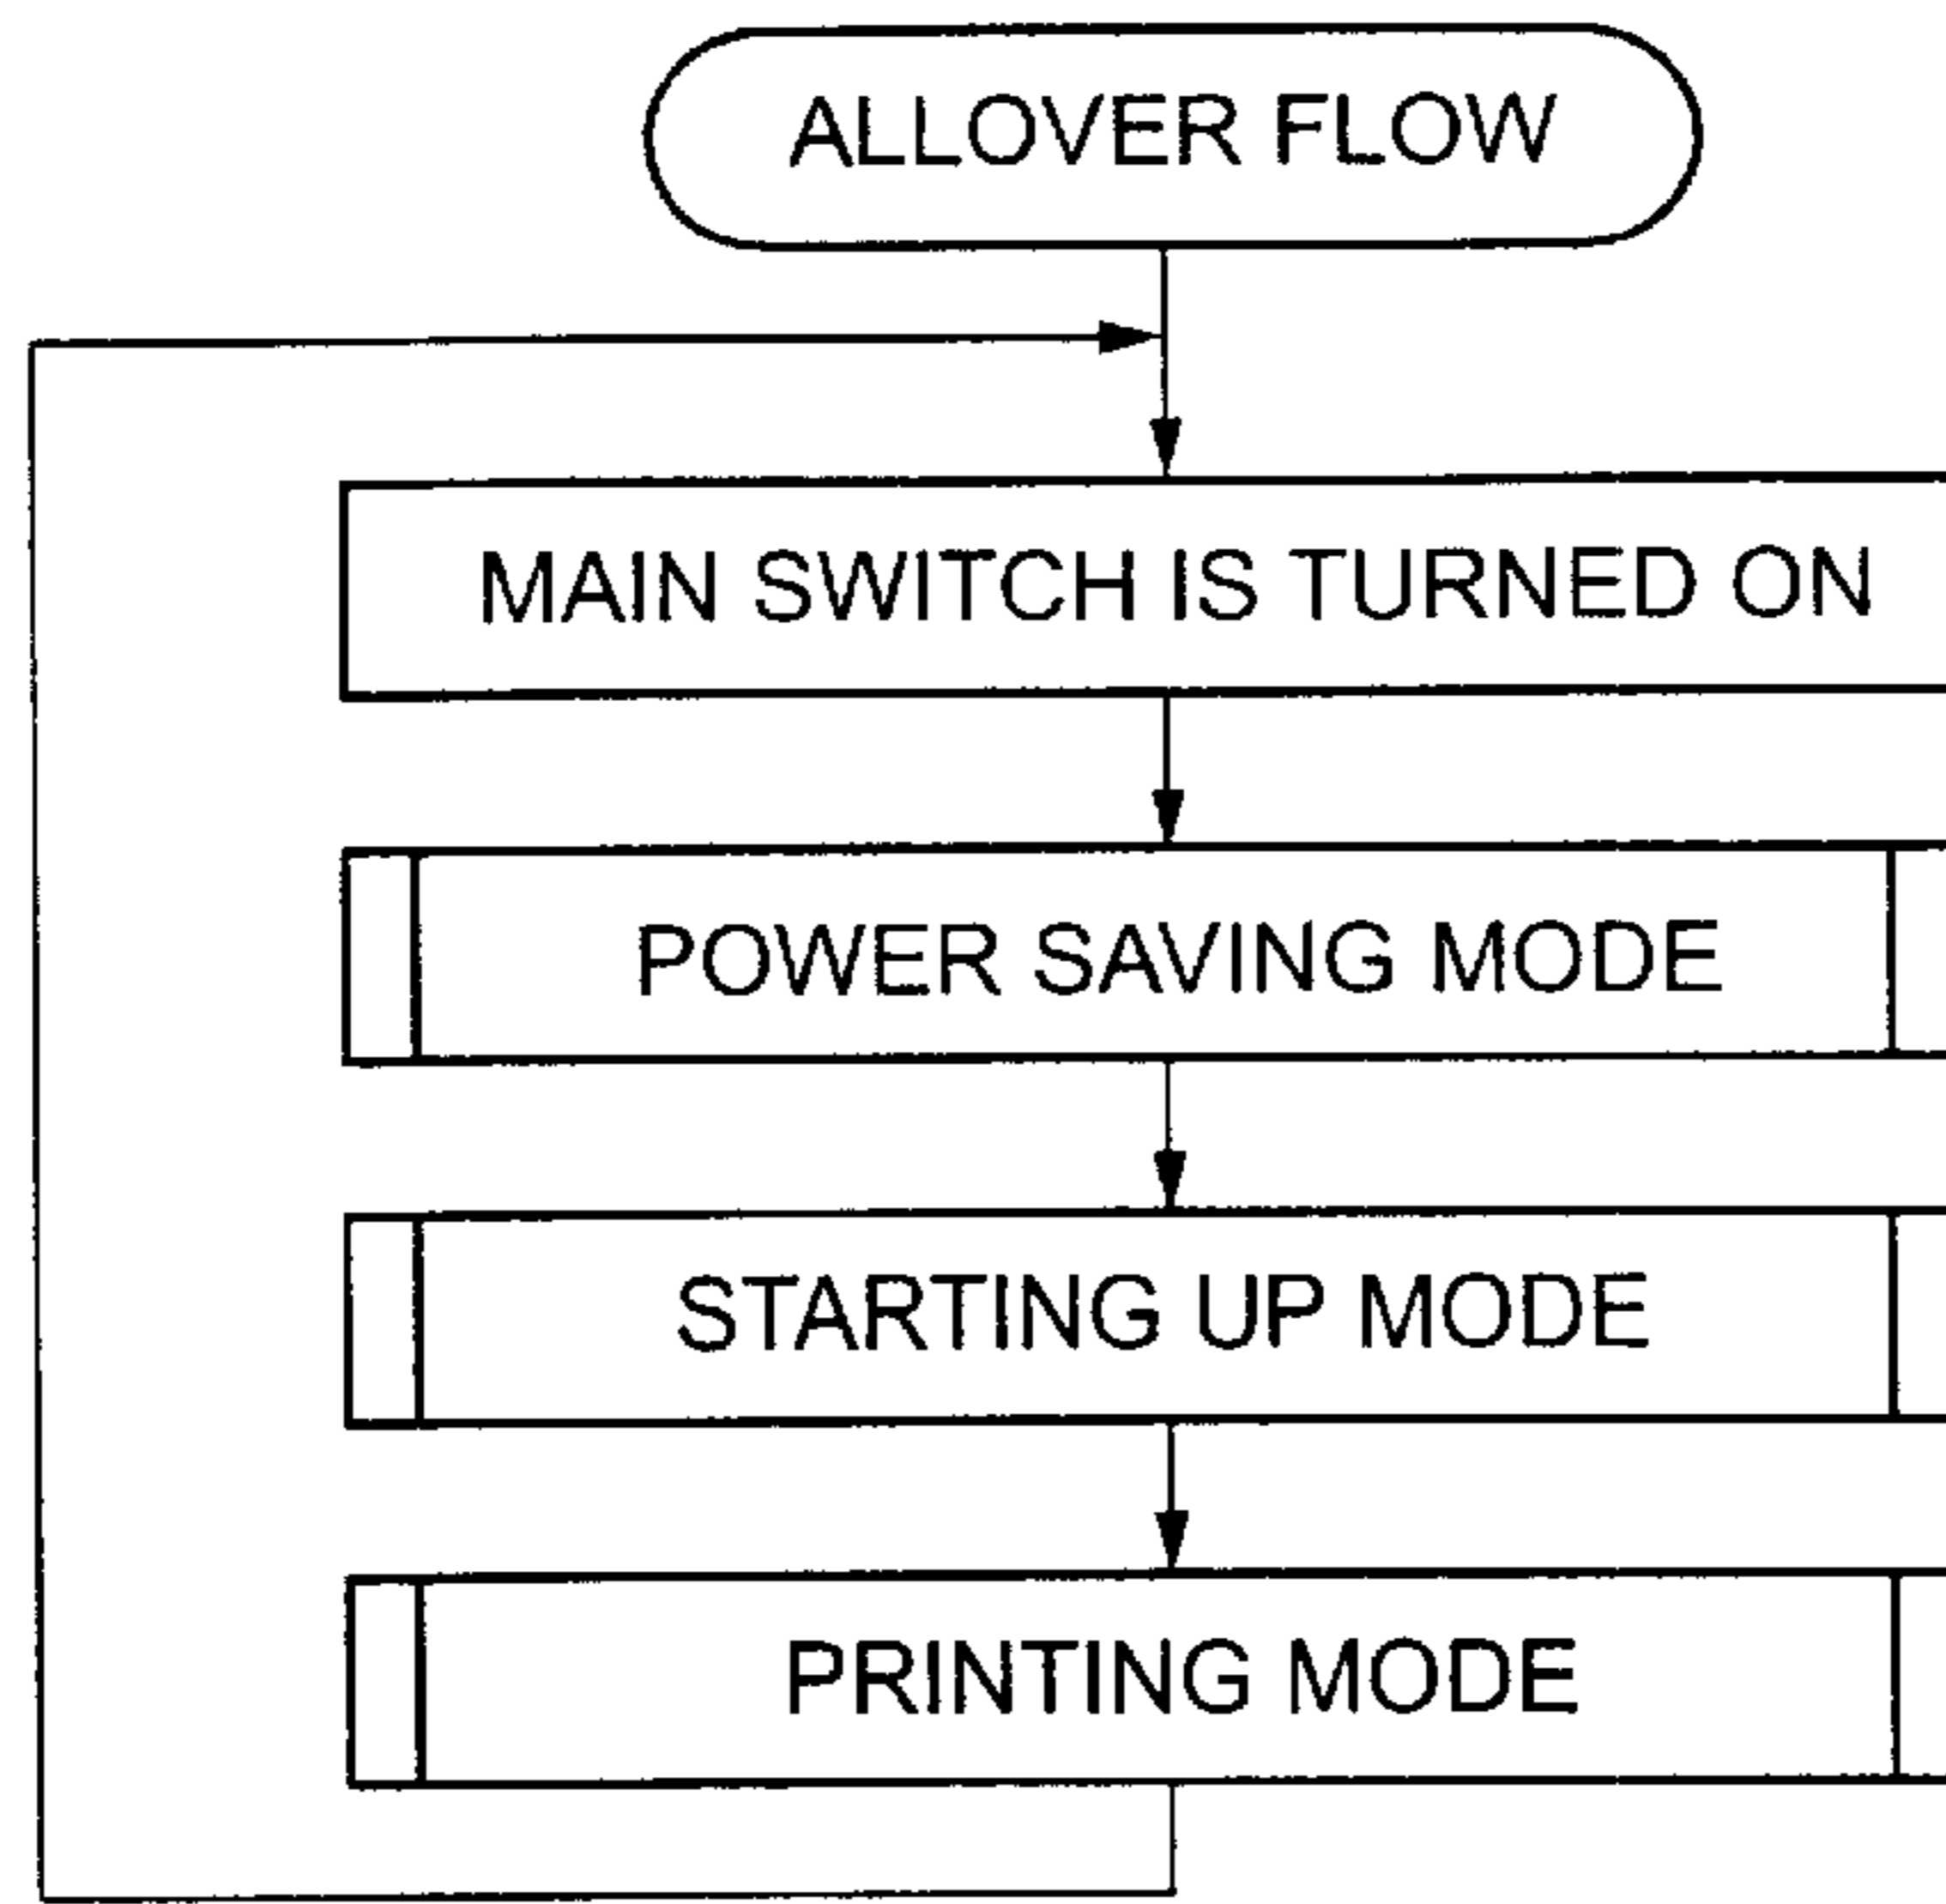 ALLOVER FLOW
MAIN SWITCH IS TURNED ON
POWER SAVING MODE
STARTING UP MODE
PRINTING MODE